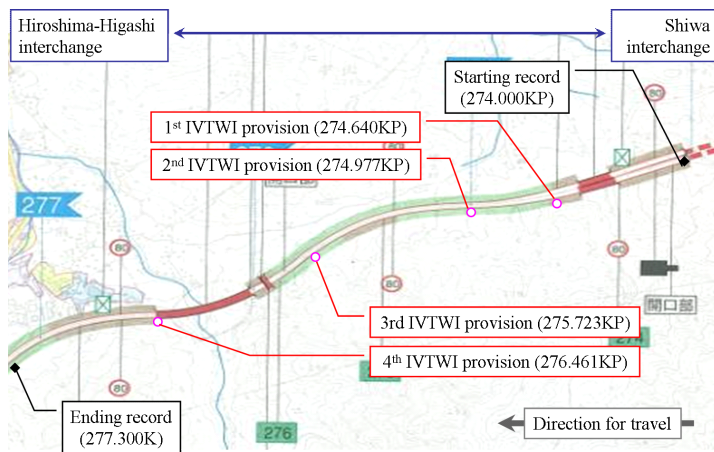 Hiroshima-Higashi
interchange
Shiwa
interchange
Starting record
(274.000KP)
80
1st IVTWI provision (274.640KP)
2nd IVTWI provision (274.977KP)
277
80
80
80
開口部
3rd IVTWI provision (275.723KP)
274
4th IVTWI provision (276.461KP)
80
Ending record
(277.300K)
276
Direction for travel